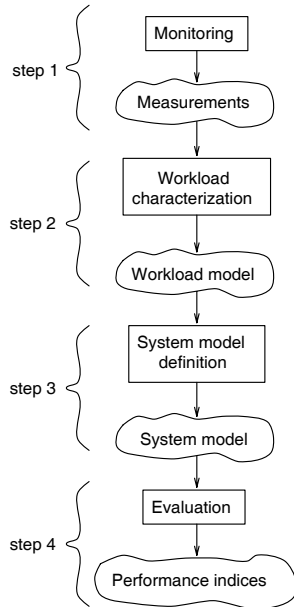 Monitoring
step 1
Measurements
Workload
characterization
step 2
Workload model
System model
definition
step 3
System model
Evaluation
step 4
Performance indices